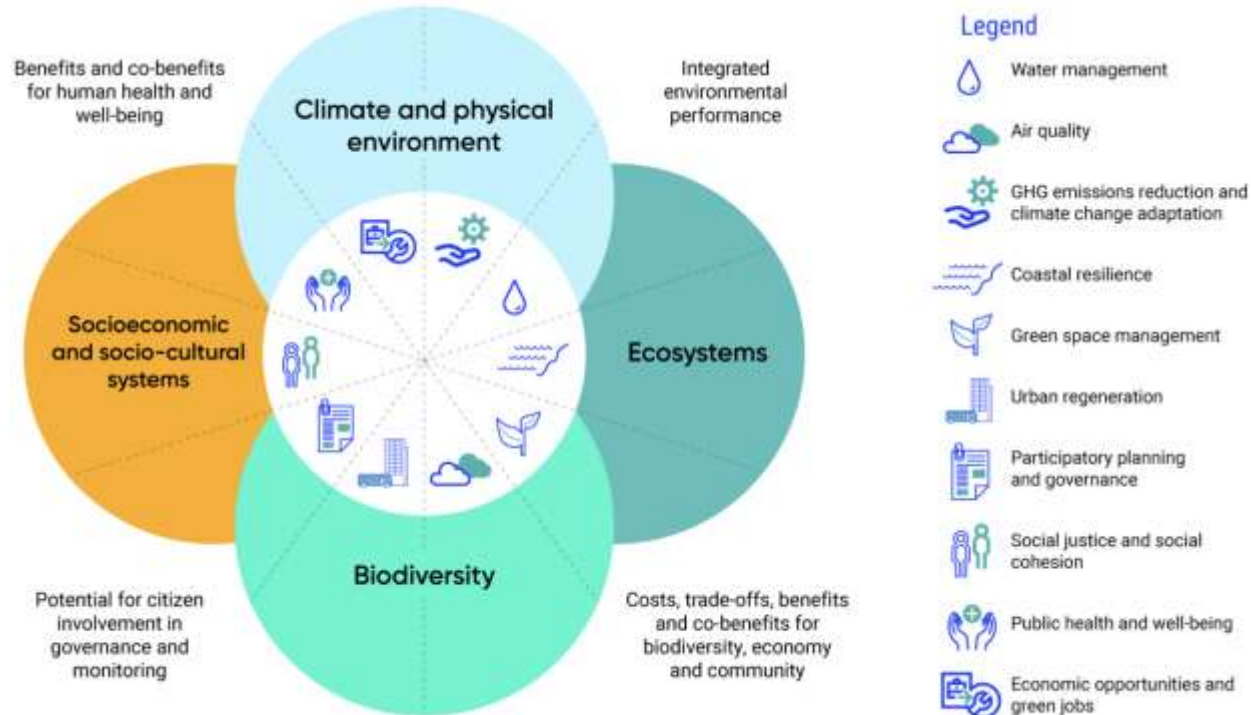 Legend
Benefits and co-benefits
for human health and
well-being
Climate and physical
environment
Integrated
environmental
performance
Socioeconomic
and socio-cultural
systems
Ecosystems
Biodiversity
Potential for citizen
involvement in
governance and
monitoring
Costs, trade-offs, benefits
and co-benefits for
biodiversity, economy
and community
Water management
Air quality
GHG emissions reduction and
climate change adaptation
Coastal resilience
Green space management
Urban regeneration
Participatory planning
and governance
Social justice and social
cohesion
Public health and well-being
Economic opportunities and
green jobs